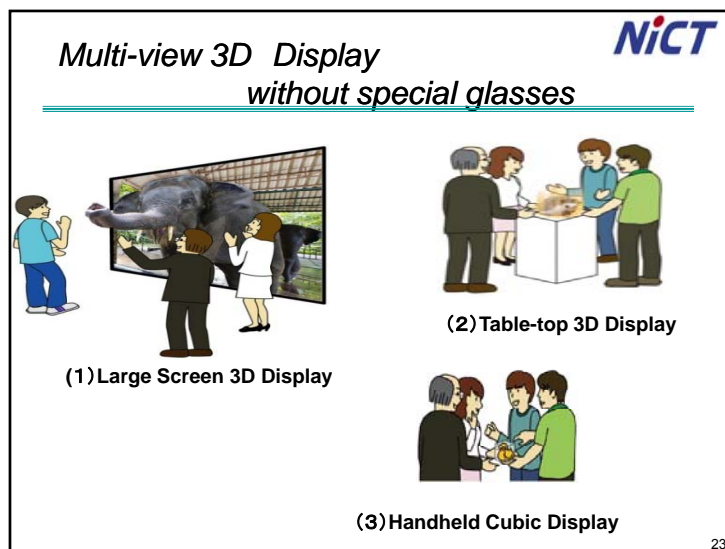 NiCT
Multi-view 3D Display
without special glasses
(1)Large Screen 3D Display
(2)Table-top 3D Display
(3)Handheld Cubic Display
23